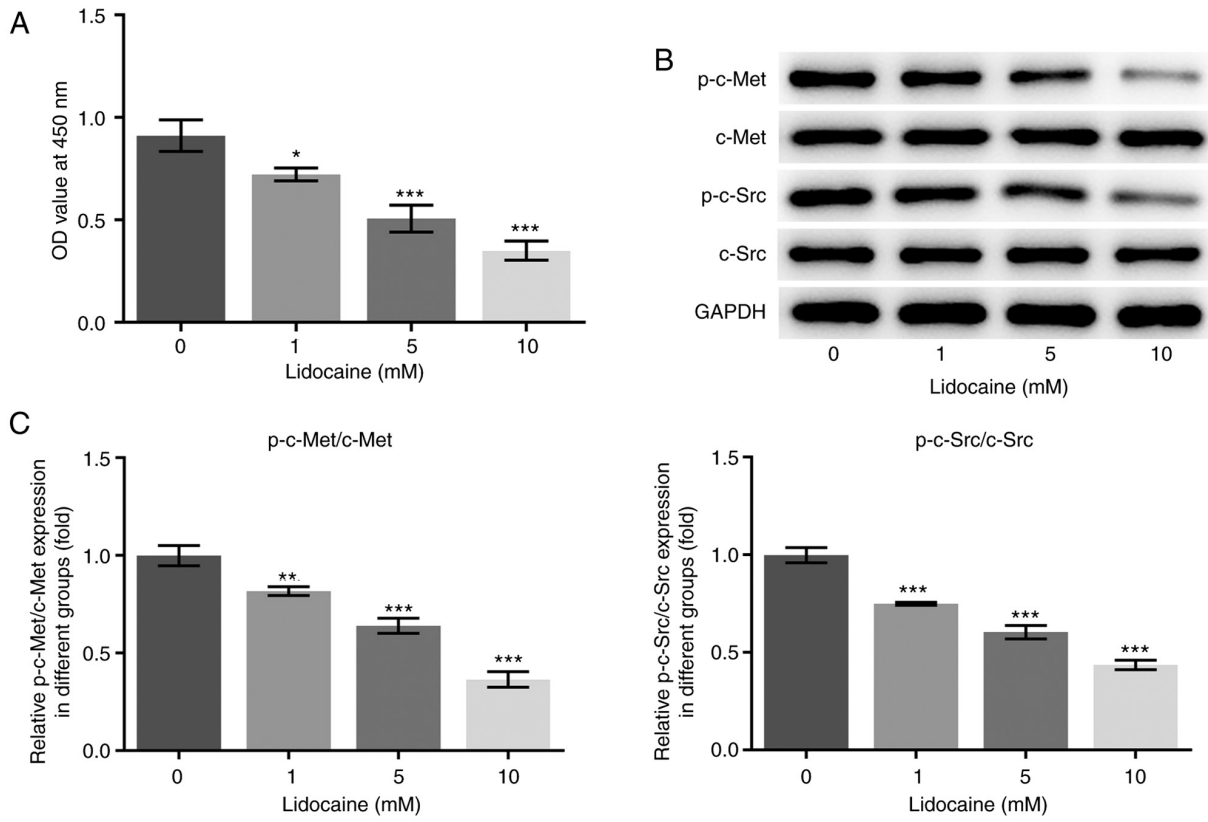 A
OD value at 450 nm
1.5
1.0
0.5
0.0
*
***
***
0 1 5 10
Lidocaine (mM)
B
p-c-Met
c-Met
p-c-Src
c-Src
GAPDH
0 1 5 10
Lidocaine (mM)
C
p-c-Met/c-Met
Relative p-c-Met/c-Met expression
in different groups (fold)
1.5
1.0
0.5
0.0
**.
***
***
0 1 5 10
Lidocaine (mM)
p-c-Src/c-Src
Relative p-c-Src/c-Src expression
in different groups (fold)
1.5
1.0
0.5
0.0
***
***
***
0 1 5 10
Lidocaine (mM)